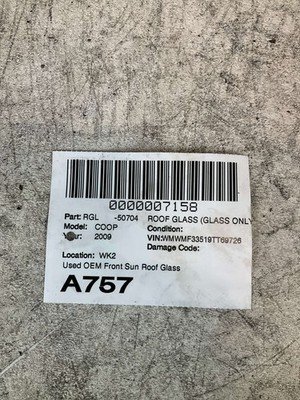 0000007158
Part: RGL -50704 ROOF GLASS (GLASS ONLY
Model: COOP Condition:
Year: 2009 VIN:WMWMF33519TT69726
Damage Code:
Location: WK2
Used OEM Front Sun Roof Glass
A757